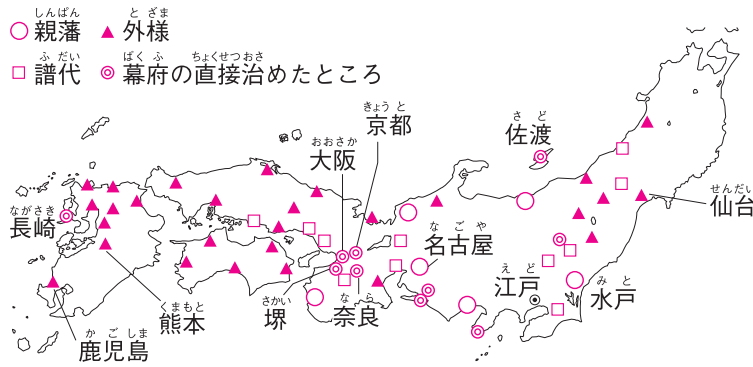 しんぱん
親藩
とざま
外様
ふだい
譜代
ばくふ ちょくせつおさ
幕府の直接治めたところ
きょうと
京都
おおさか
大阪
さど
佐渡
せんだい
仙台
ながさき
長崎
なごや
名古屋
えど
江戸
みと
水戸
くまもと
熊本
さかい
堺
なら
奈良
かごしま
鹿児島